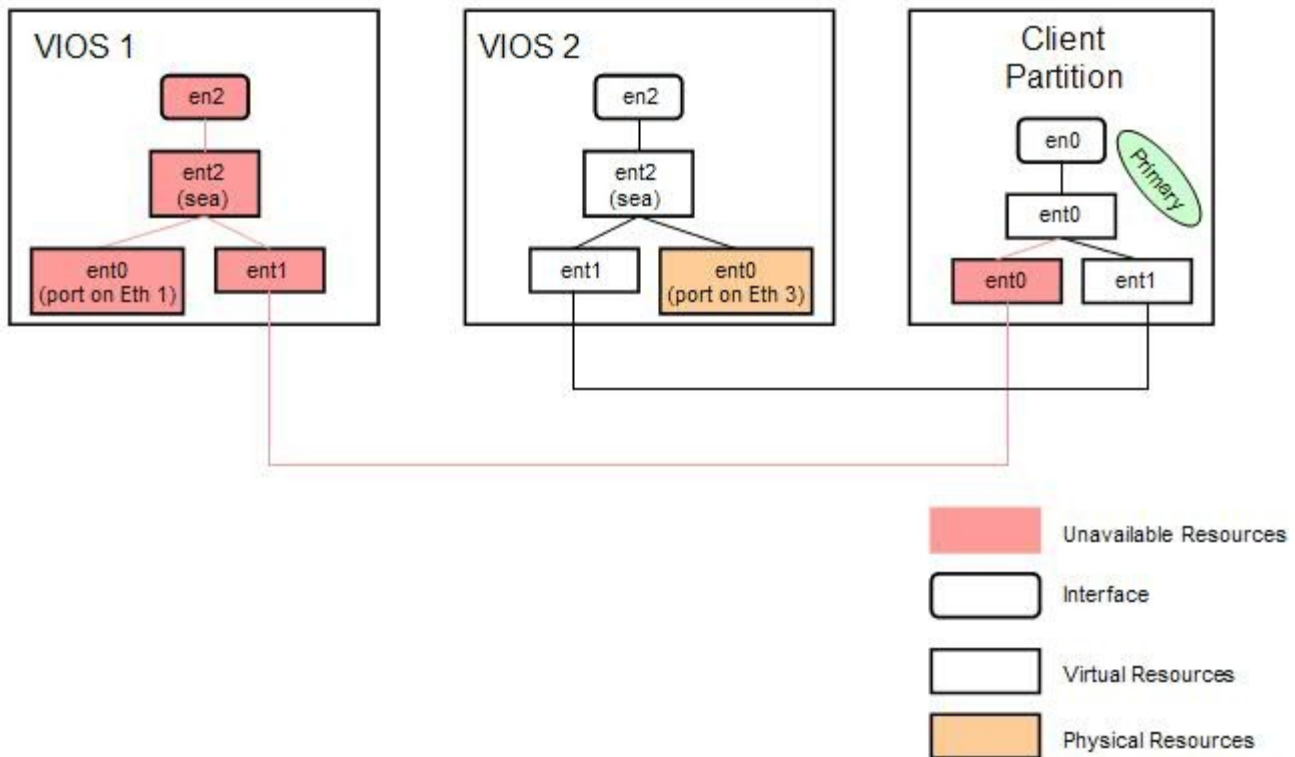 VIOS 1
en2
ent2
(sea)
ent0
(port on Eth 1)
ent1
VIOS 2
en2
ent2
(sea)
ent1
ent0
(port on Eth 3)
Client
Partition
en0
Primary
ent0
ent0
ent1
Unavailable Resources
Interface
Virtual Resources
Physical Resources